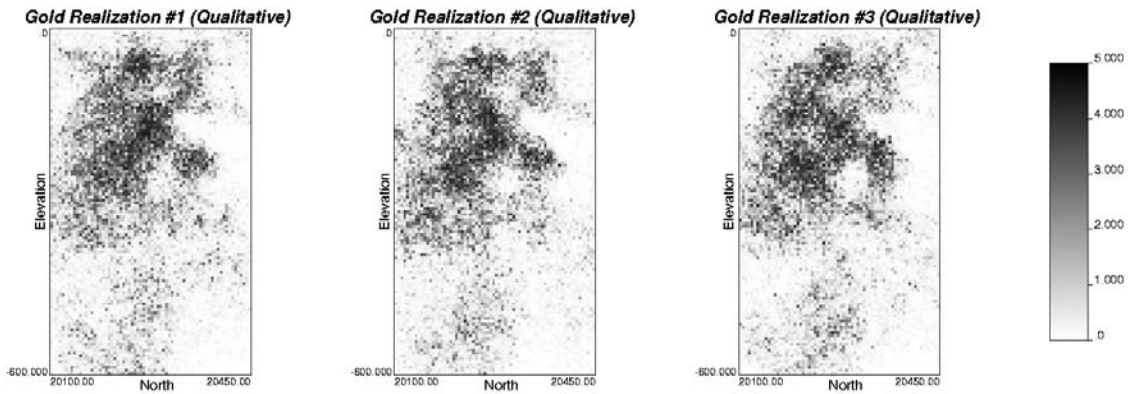 Gold Realization #1 (Qualitative)
0
Elevation
-600.000
20100.00
North
20450.00
Gold Realization #2 (Qualitative)
0
Elevation
-600.000
20100.00
North
20450.00
Gold Realization #3 (Qualitative)
0
Elevation
-600.000
20100.00
North
20450.00
5.000
4.000
3.000
2.000
1.000
0